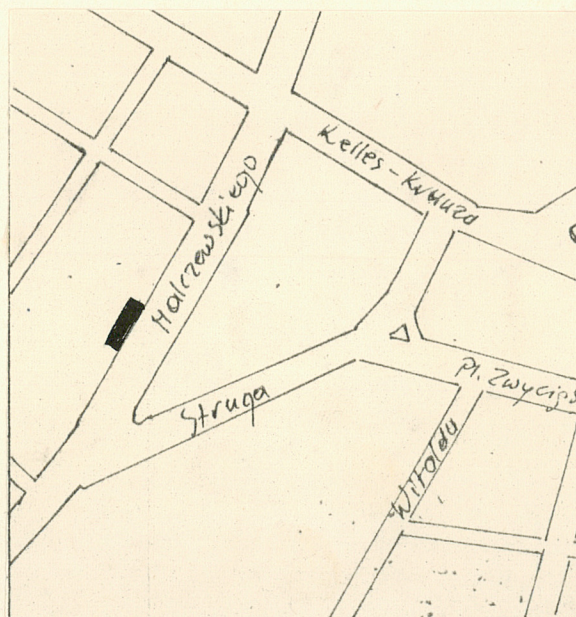 Kelles-Krauza
Malczewskiego
Struga
Pl. Zwycięs
Witolda